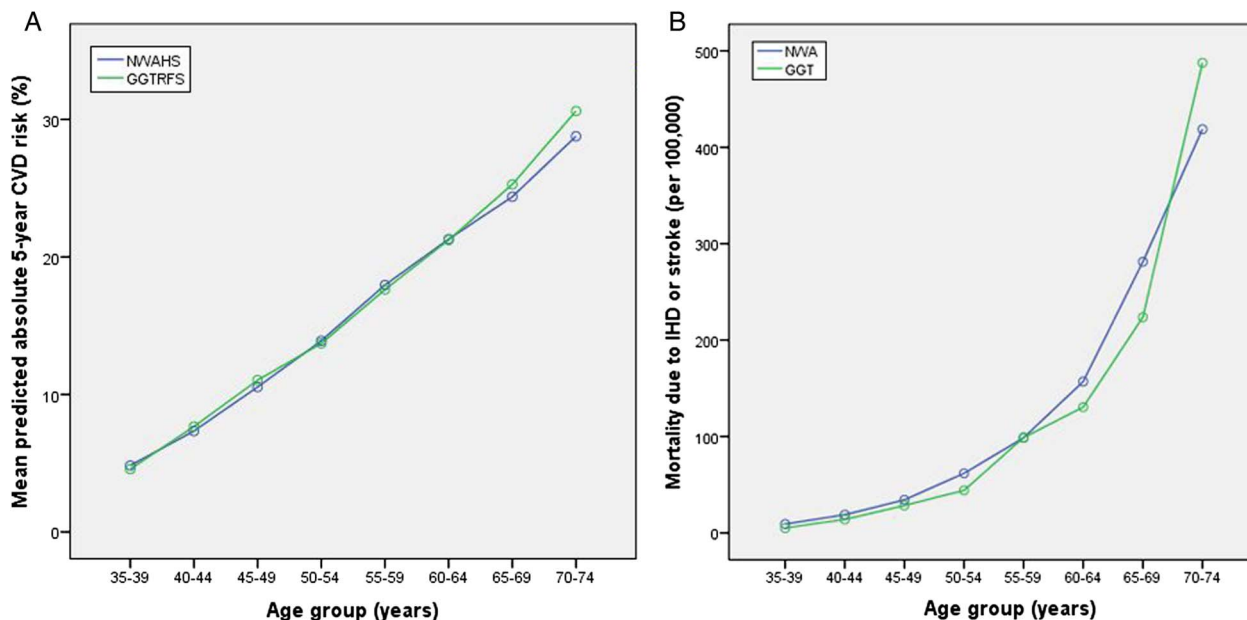 A
Mean predicted absolute 5-year CVD risk (%)
NWAHS
GGTRFS
30
20
10
0
35-39 40-44 45-49 50-54 55-59 60-64 65-69 70-74
Age group (years)
B
Mortality due to IHD or stroke (per 100,000)
NWA
GGT
500
400
300
200
100
0
35-39 40-44 45-49 50-54 55-59 60-64 65-69 70-74
Age group (years)